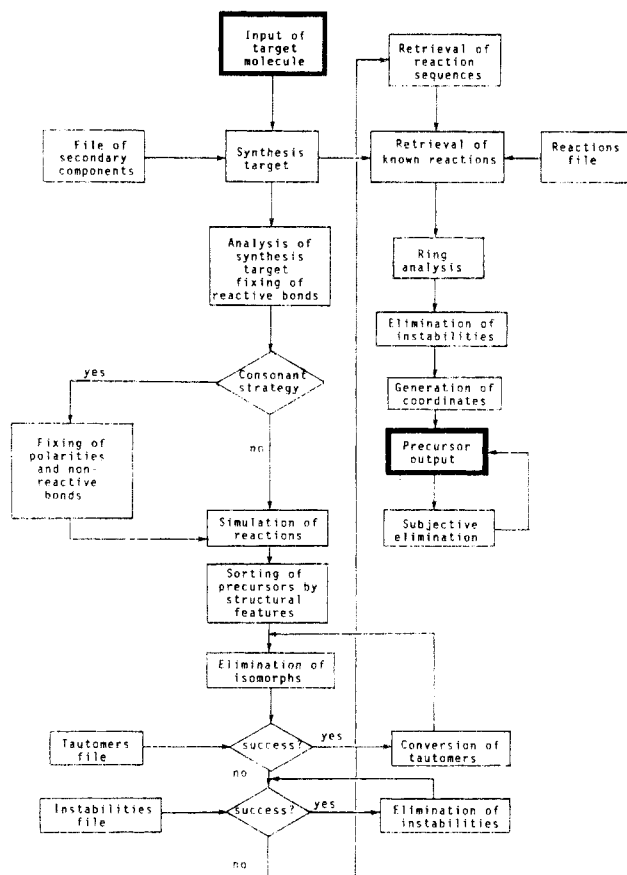 Input of
target
molecule
Retrieval of
reaction
sequences
File of
secondary
components
Synthesis
target
Retrieval of
known reactions
Reactions
file
Analysis of
synthesis
target
fixing of
reactive bonds
Ring
analysis
Elimination of
instabilities
yes
Consonant
strategy
Generation of
coordinates
Fixing of
polarities
and non-
reactive
bonds
no
Precursor
output
Simulation of
reactions
Subjective
elimination
Sorting of
precursors by
structural
features
Elimination of
isomorphs
Tautomers
file
success?
yes
Conversion of
tautomers
no
Instabilities
file
success?
yes
Elimination of
instabilities
no